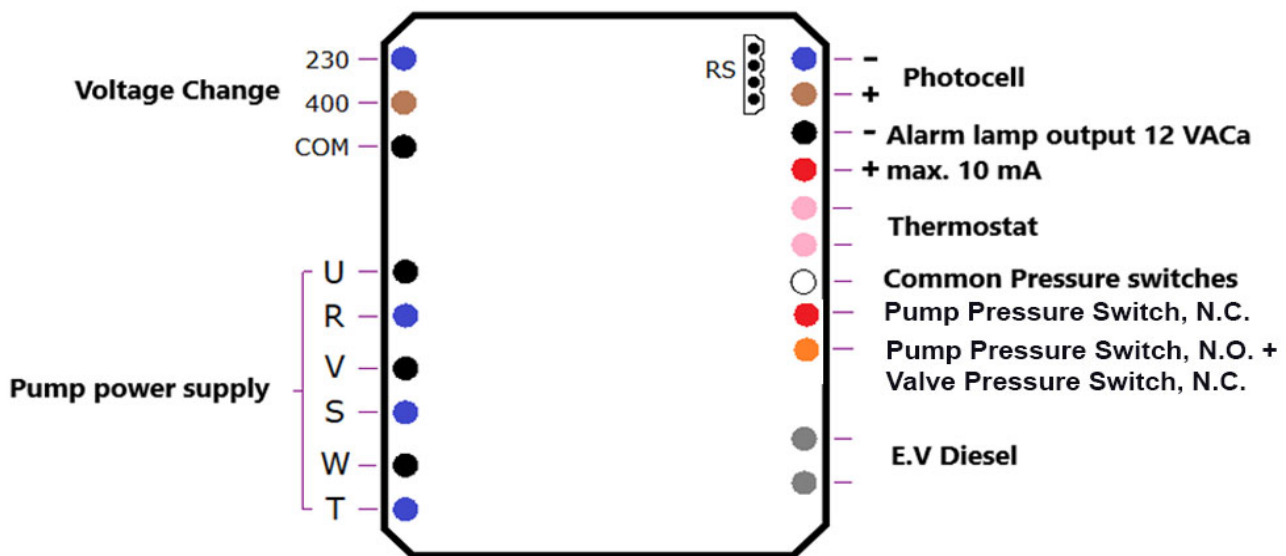 Voltage Change
230
400
COM
Pump power supply
U
R
V
S
W
T
RS
-
+
Photocell
- Alarm lamp output 12 VACa
+ max. 10 mA
Thermostat
Common Pressure switches
Pump Pressure Switch, N.C.
Pump Pressure Switch, N.O. +
Valve Pressure Switch, N.C.
E.V Diesel